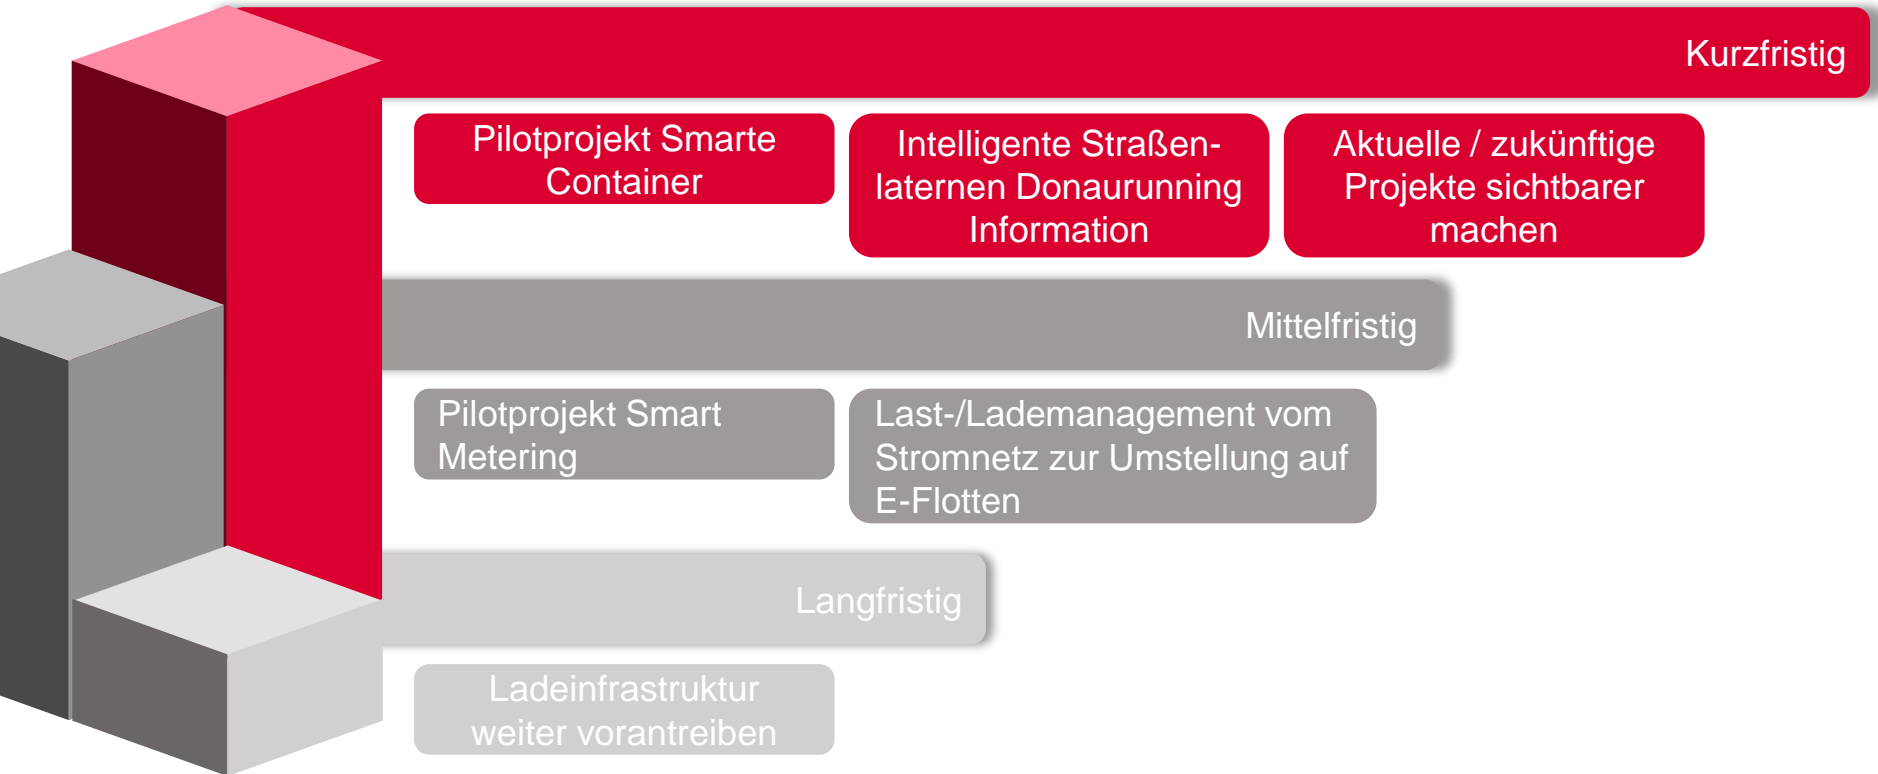 Kurzfristig
Pilotprojekt Smarte
Container
Intelligente Straßen-
laternen Donaurunning
Information
Aktuelle / zukünftige
Projekte sichtbarer
machen
Mittelfristig
Pilotprojekt Smart
Metering
Last-/Lademanagement vom
Stromnetz zur Umstellung auf
E-Flotten
Langfristig
Ladeinfrastruktur
weiter vorantreiben